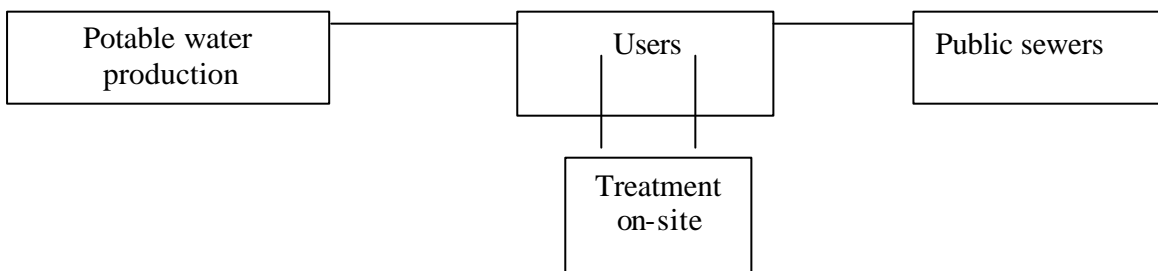 Potable water
production
Users
Public sewers
Treatment
on-site